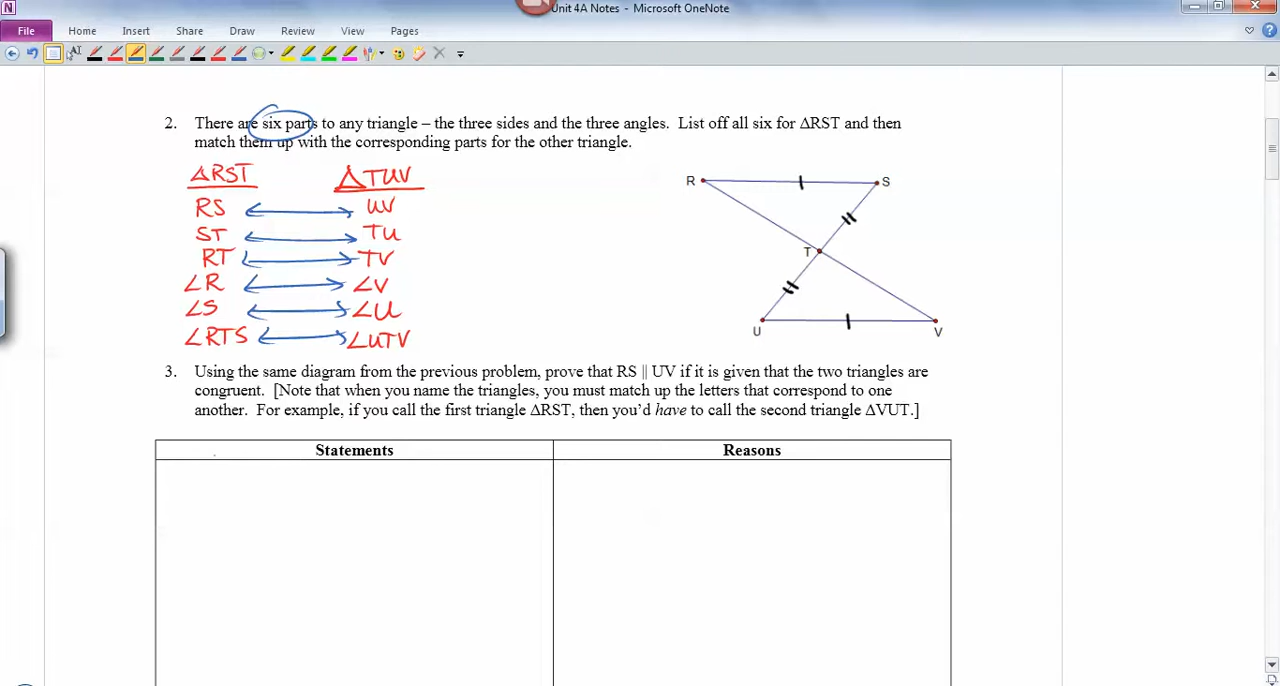 Unit 4A Notes - Microsoft OneNote
File Home Insert Share Draw Review View Pages
2. There are six parts to any triangle – the three sides and the three angles. List off all six for ΔRST and then
match them up with the corresponding parts for the other triangle.
ΔRST ΔTUV
RS UV
ST TU
RT TV
∠R ∠V
∠S ∠U
∠RTS ∠UTV
R S
T
U V
3. Using the same diagram from the previous problem, prove that RS || UV if it is given that the two triangles are
congruent. [Note that when you name the triangles, you must match up the letters that correspond to one
another. For example, if you call the first triangle ΔRST, then you'd have to call the second triangle ΔVUT.]
Statements Reasons